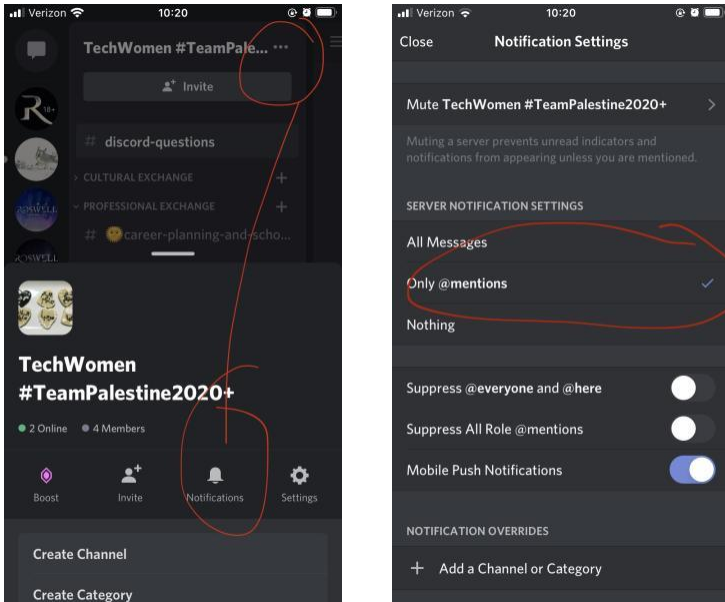 Verizon 10:20
TechWomen #TeamPale... ···
Invite
R 18+
# discord-questions
> CULTURAL EXCHANGE +
PROFESSIONAL EXCHANGE +
# 😶career-planning-and-scho...
ROSWELL
TechWomen
#TeamPalestine2020+
2 Online 4 Members
Boost Invite Notifications Settings
Create Channel
Create Category
Verizon 10:20
Close Notification Settings
Mute TechWomen #TeamPalestine2020+ >
Muting a server prevents unread indicators and
notifications from appearing unless you are mentioned.
SERVER NOTIFICATION SETTINGS
All Messages
Only @mentions
Nothing
Suppress @everyone and @here
Suppress All Role @mentions
Mobile Push Notifications
NOTIFICATION OVERRIDES
+ Add a Channel or Category